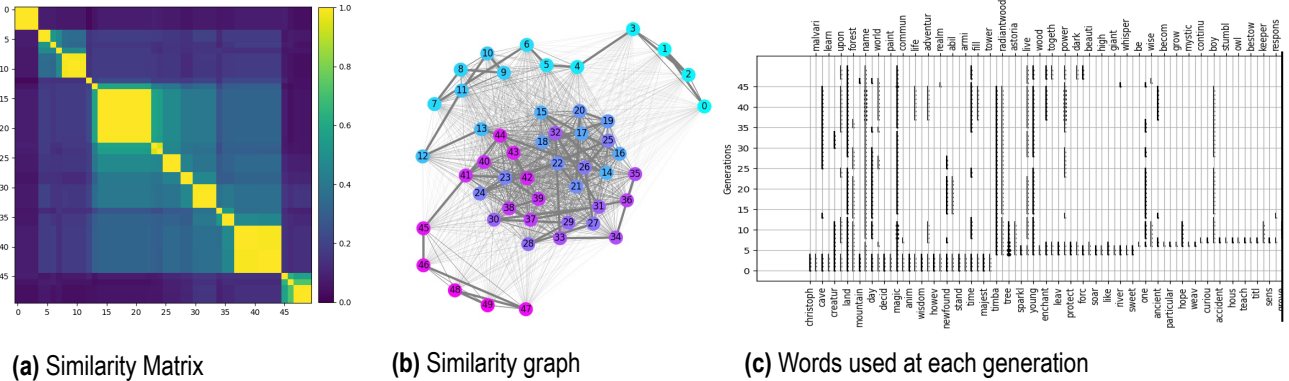 0
5
10
15
20
25
30
35
40
45
0 5 10 15 20 25 30 35 40 45
1.0
0.8
0.6
0.4
0.2
0.0
3
1
2
0
6
5
4
10
8
9
11
7
13
12
15
20
19
32
17
25
18
16
44
43
40
41
42
22
26
14
35
23
24
21
39
38
36
31
30
37
29
27
28
33
34
45
46
48
49
47
malvari
learn
upon
forest
name
world
paint
commun
life
adventur
realm
abil
armi
fill
tower
radiantwood
astoria
live
wood
togeth
power
dark
beauti
high
giant
whisper
be
wise
becom
grow
mystic
continu
boy
stumbl
owl
bestow
keeper
respons
Generations
45
40
35
30
25
20
15
10
5
0
christoph
cave
creatur
land
mountain
day
decid
magic
anim
wisdom
howev
newfound
stand
time
majest
timba
tree
sparkl
young
enchant
leav
protect
forc
soar
like
river
sweet
one
ancient
particular
hope
weav
curiou
accident
hous
teach
titl
sens
grove
(a) Similarity Matrix
(b) Similarity graph
(c) Words used at each generation